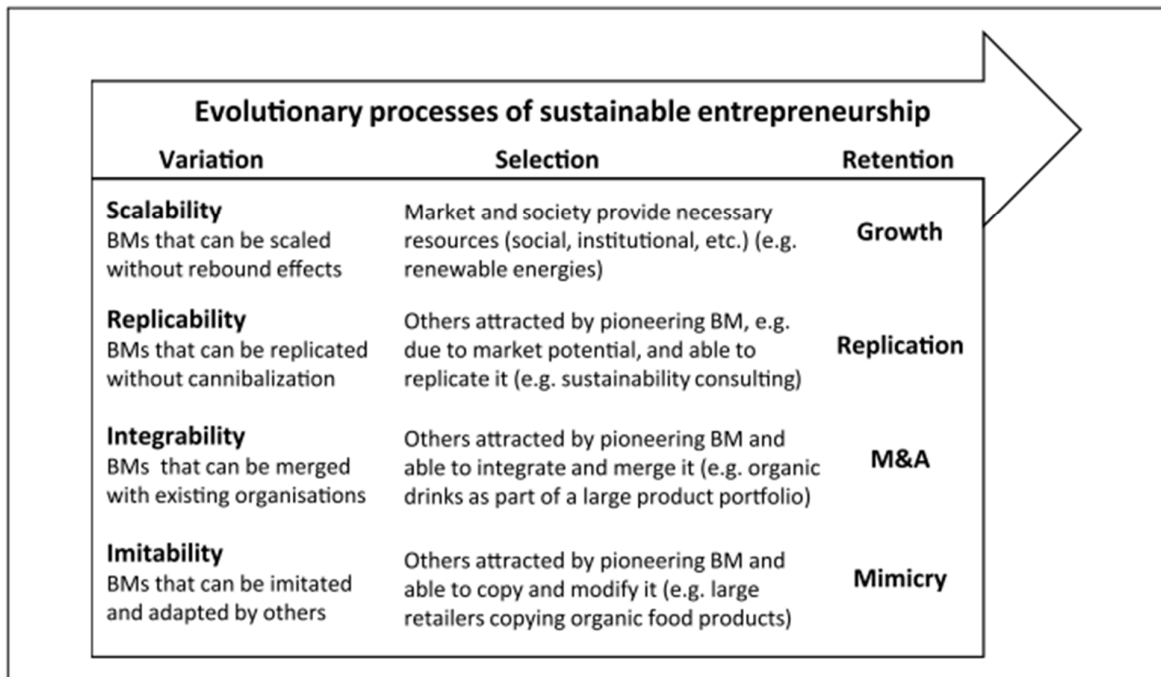 Evolutionary processes of sustainable entrepreneurship
Variation Selection Retention
Scalability
BMs that can be scaled
without rebound effects
Market and society provide necessary
resources (social, institutional, etc.) (e.g.
renewable energies)
Growth
Replicability
BMs that can be replicated
without cannibalization
Others attracted by pioneering BM, e.g.
due to market potential, and able to
replicate it (e.g. sustainability consulting)
Replication
Integrability
BMs that can be merged
with existing organisations
Others attracted by pioneering BM and
able to integrate and merge it (e.g. organic
drinks as part of a large product portfolio)
M&A
Imitability
BMs that can be imitated
and adapted by others
Others attracted by pioneering BM and
able to copy and modify it (e.g. large
retailers copying organic food products)
Mimicry